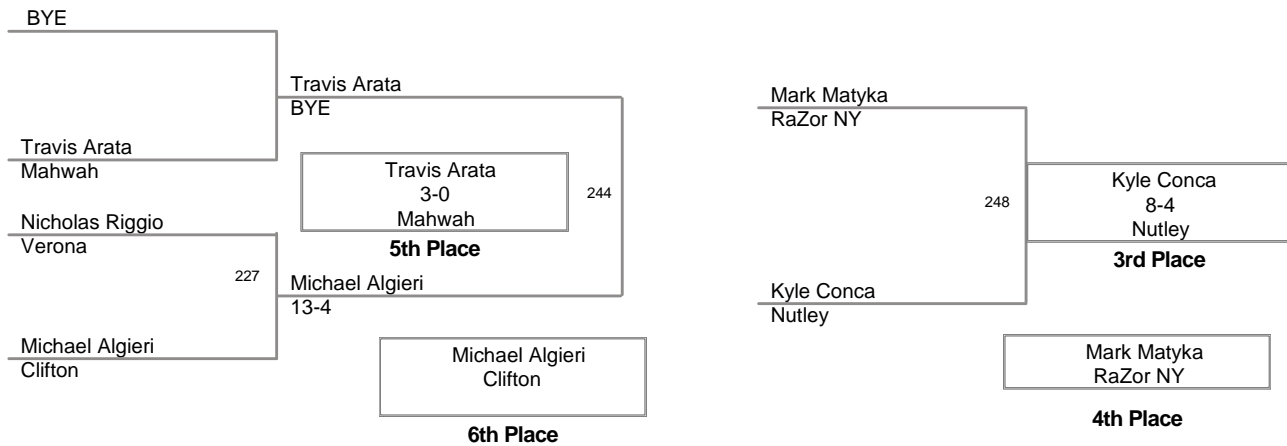 BYE
Travis Arata
BYE
Travis Arata
Mahwah
Travis Arata
3-0
Mahwah
5th Place
244
Nicholas Riggio
Verona
227
Michael Algieri
13-4
Michael Algieri
Clifton
Michael Algieri
Clifton
6th Place
Mark Matyka
RaZor NY
248
Kyle Conca
8-4
Nutley
3rd Place
Kyle Conca
Nutley
Mark Matyka
RaZor NY
4th Place